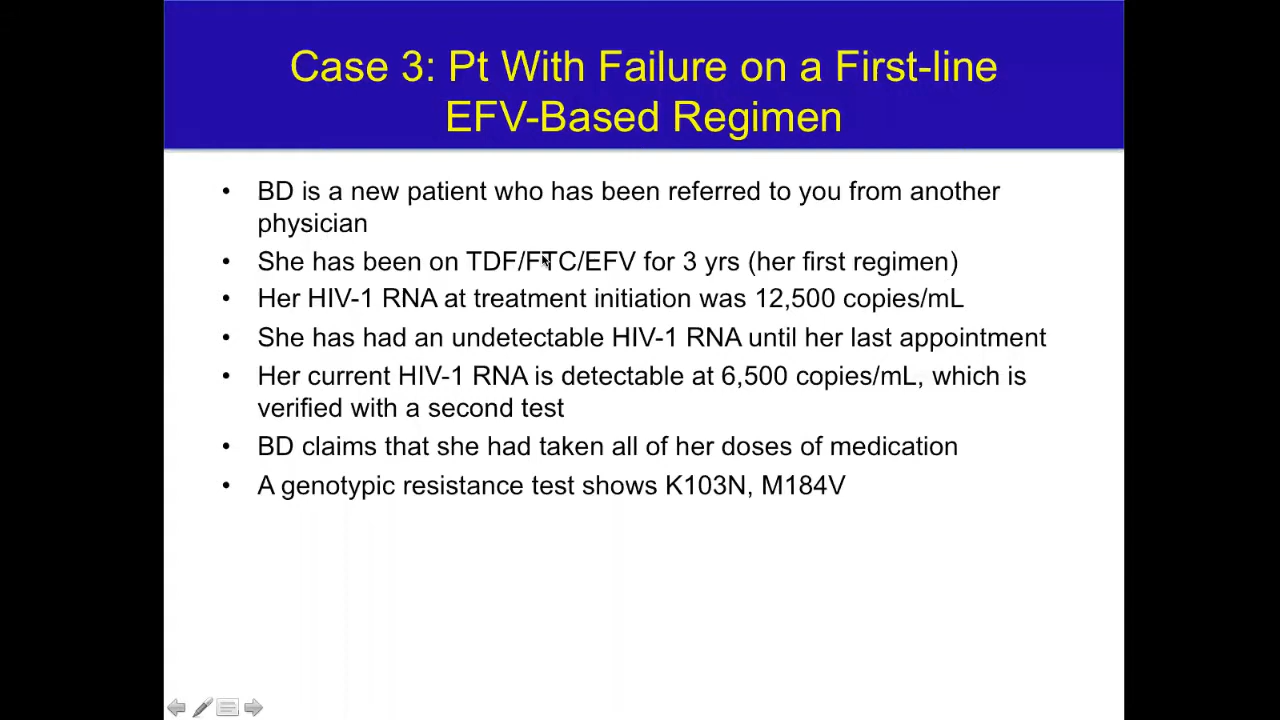 Case 3: Pt With Failure on a First-line
EFV-Based Regimen
• BD is a new patient who has been referred to you from another
physician
• She has been on TDF/FTC/EFV for 3 yrs (her first regimen)
• Her HIV-1 RNA at treatment initiation was 12,500 copies/mL
• She has had an undetectable HIV-1 RNA until her last appointment
• Her current HIV-1 RNA is detectable at 6,500 copies/mL, which is
verified with a second test
• BD claims that she had taken all of her doses of medication
• A genotypic resistance test shows K103N, M184V